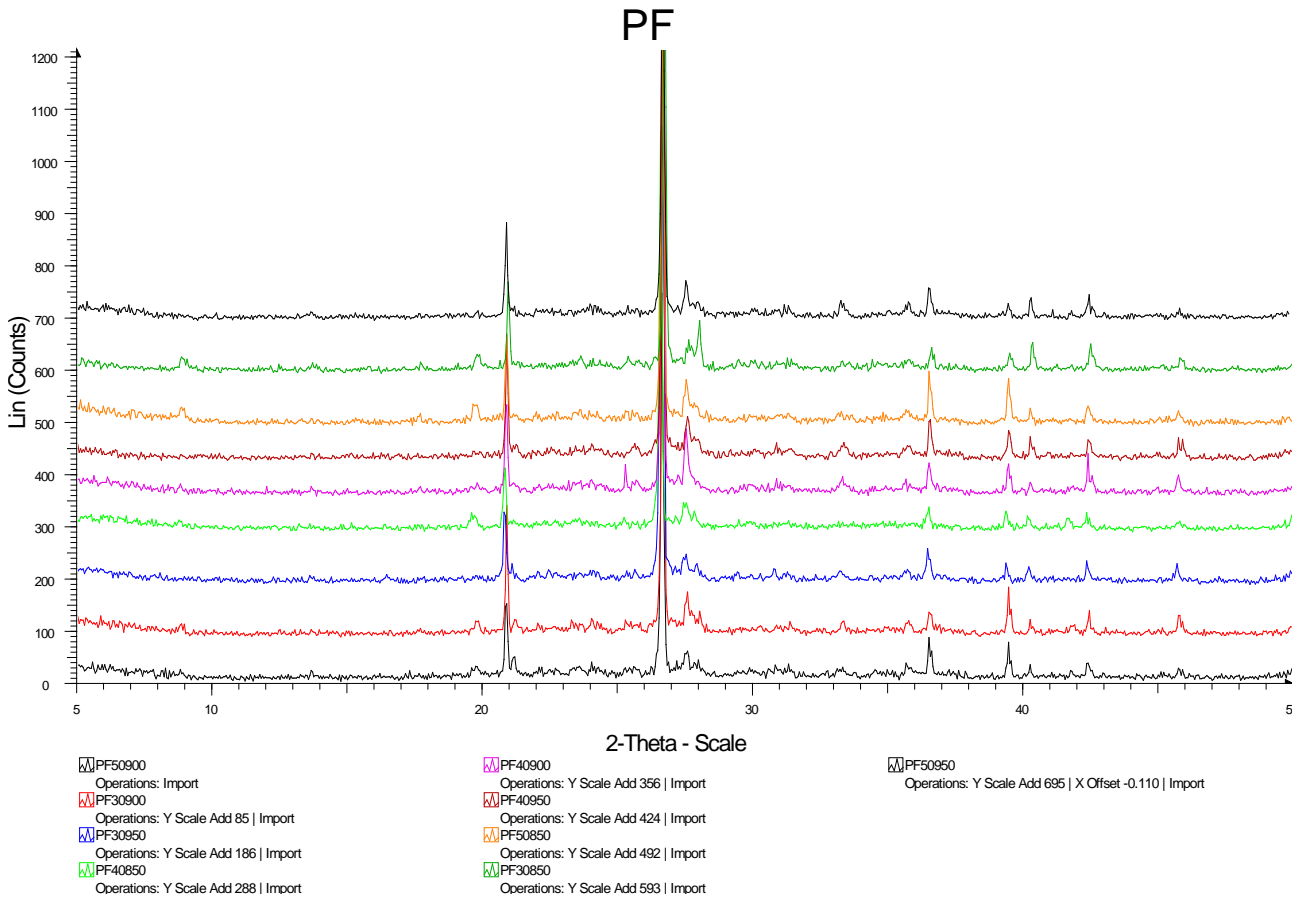 PF
Lin (Counts)
1200
1100
1000
900
800
700
600
500
400
300
200
100
0
5 10 20 30 40 5
2-Theta - Scale
PF50900
Operations: Import
PF30900
Operations: Y Scale Add 85 | Import
PF30950
Operations: Y Scale Add 186 | Import
PF40850
Operations: Y Scale Add 288 | Import
PF40900
Operations: Y Scale Add 356 | Import
PF40950
Operations: Y Scale Add 424 | Import
PF50850
Operations: Y Scale Add 492 | Import
PF30850
Operations: Y Scale Add 593 | Import
PF50950
Operations: Y Scale Add 695 | X Offset -0.110 | Import